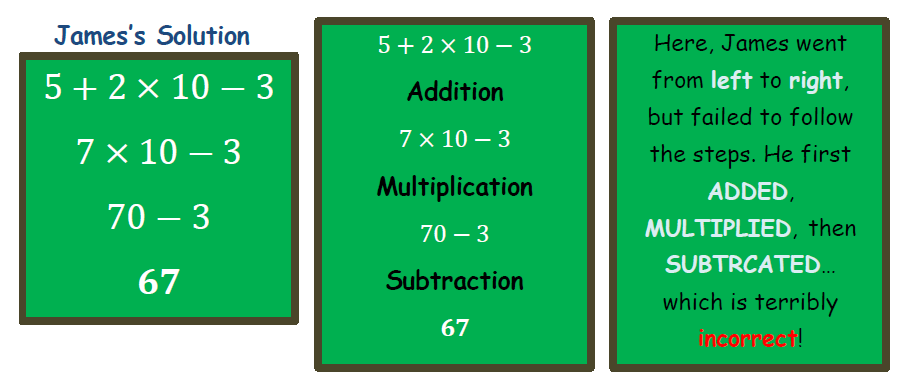 James's Solution
5 + 2 × 10 − 3
7 × 10 − 3
70 − 3
67
5 + 2 × 10 − 3
Addition
7 × 10 − 3
Multiplication
70 − 3
Subtraction
67
Here, James went
from left to right,
but failed to follow
the steps. He first
ADDED,
MULTIPLIED, then
SUBTRCATED…
which is terribly
incorrect!